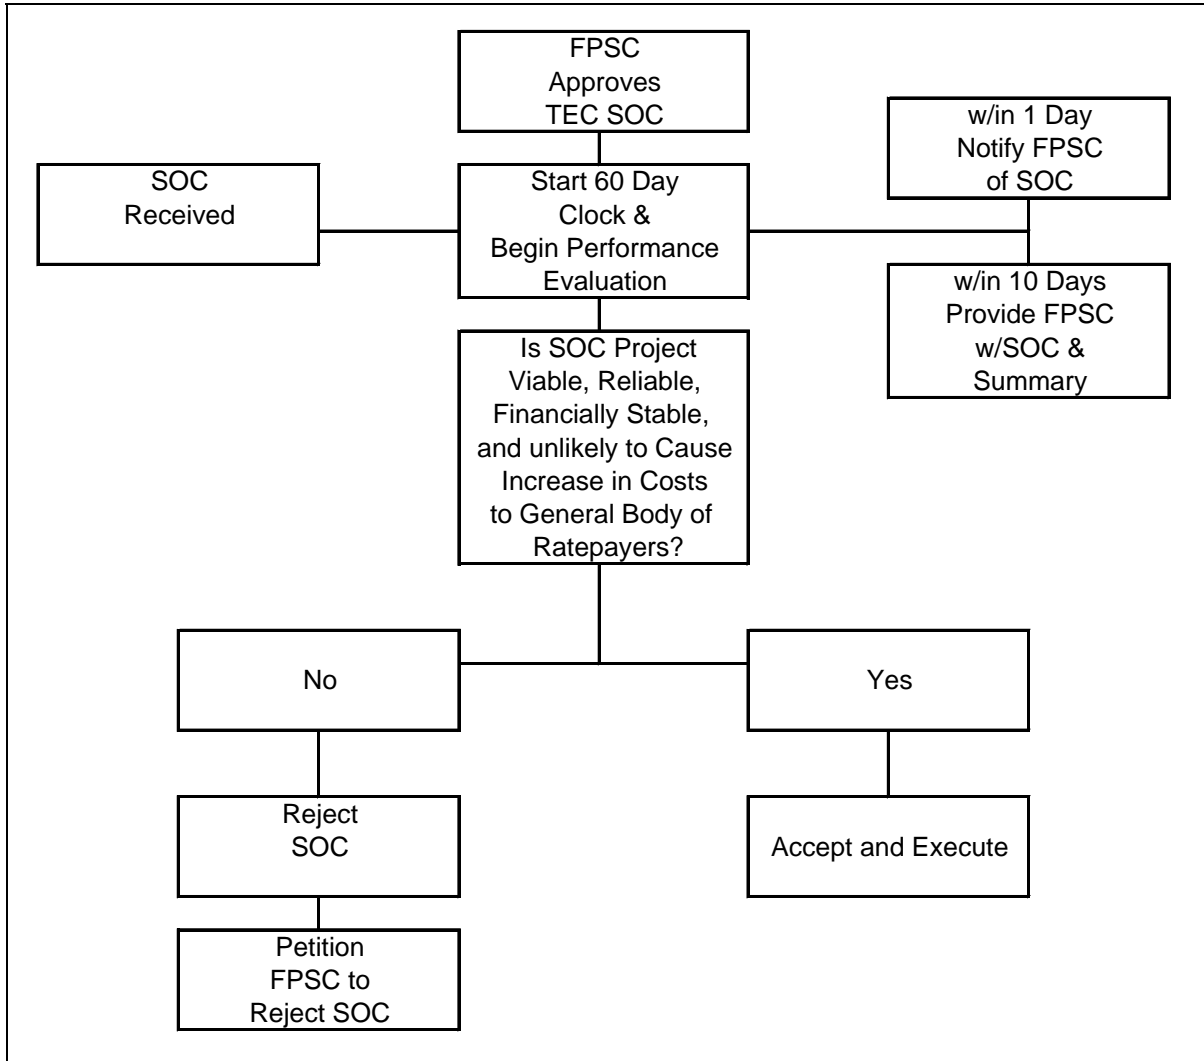 FPSC
Approves
TEC SOC
w/in 1 Day
Notify FPSC
of SOC
SOC
Received
Start 60 Day
Clock &
Begin Performance
Evaluation
w/in 10 Days
Provide FPSC
w/SOC &
Summary
Is SOC Project
Viable, Reliable,
Financially Stable,
and unlikely to Cause
Increase in Costs
to General Body of
Ratepayers?
No
Yes
Reject
SOC
Accept and Execute
Petition
FPSC to
Reject SOC